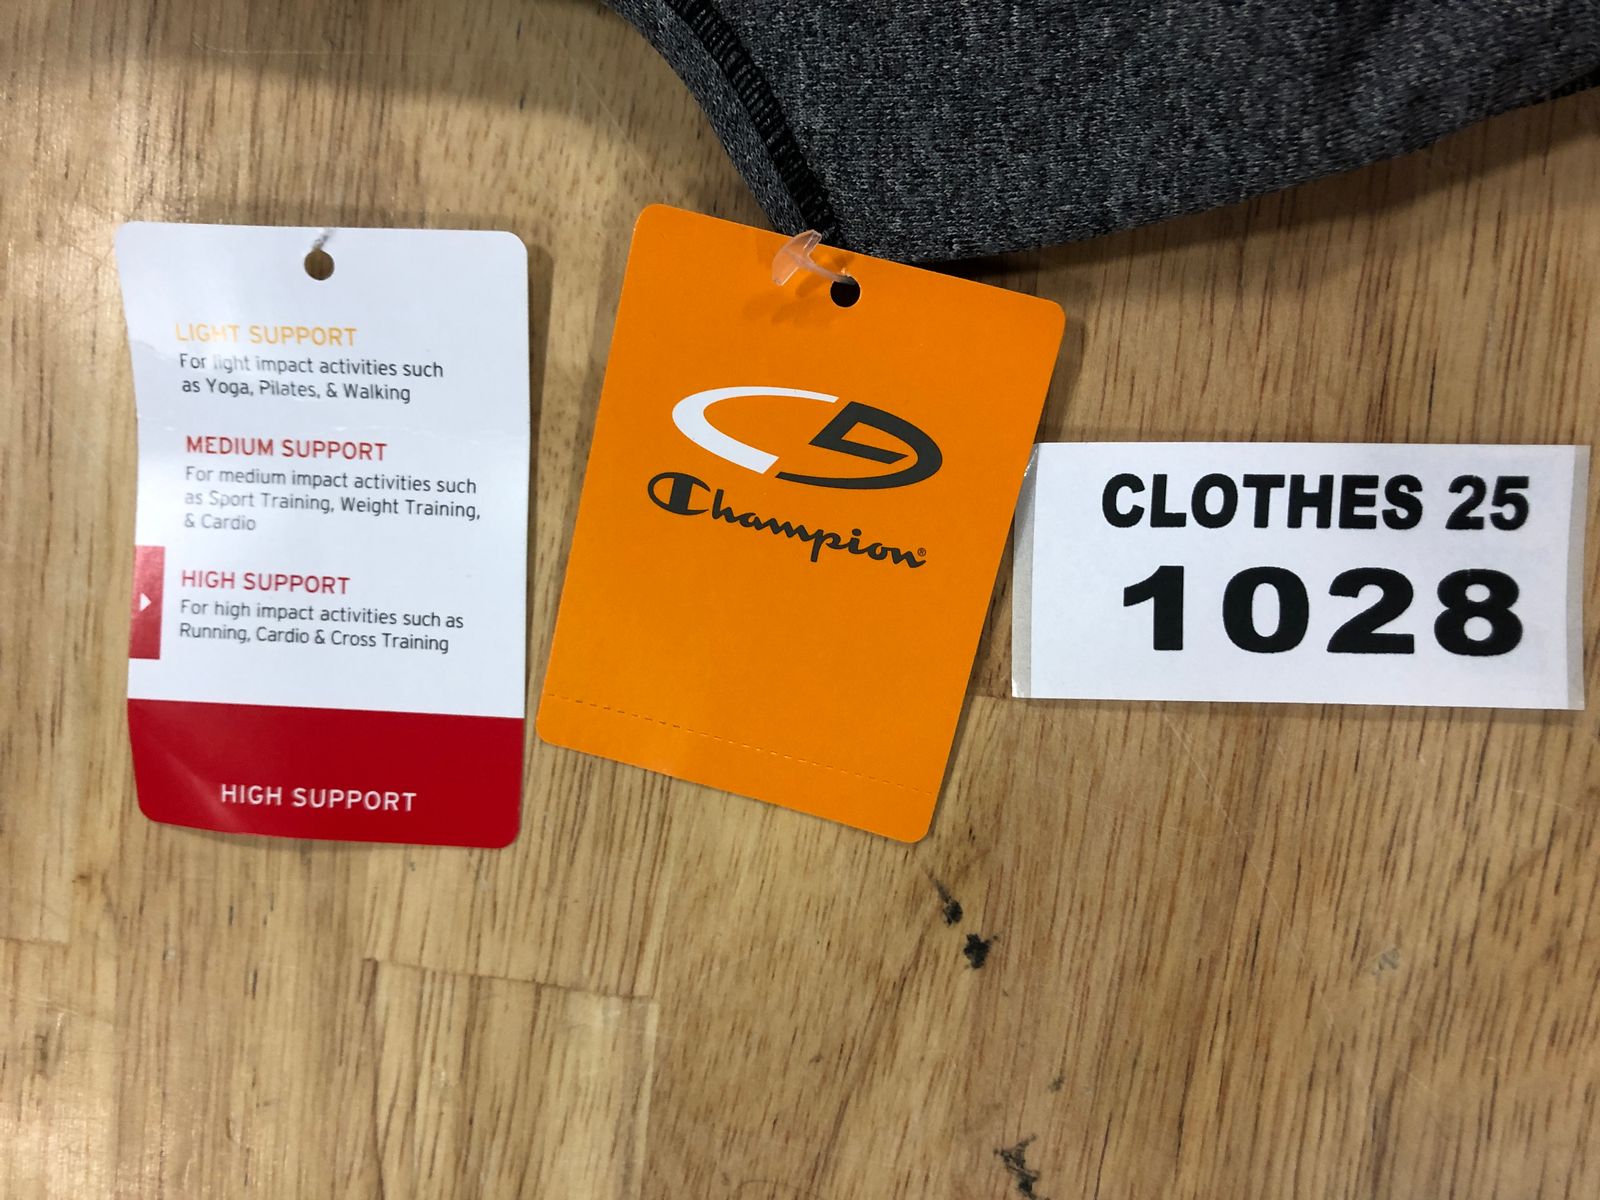 LIGHT SUPPORT
For light impact activities such
as Yoga, Pilates, & Walking
MEDIUM SUPPORT
For medium impact activities such
as Sport Training, Weight Training,
& Cardio
HIGH SUPPORT
For high impact activities such as
Running, Cardio & Cross Training
HIGH SUPPORT
C9
Champion®
CLOTHES 25
1028